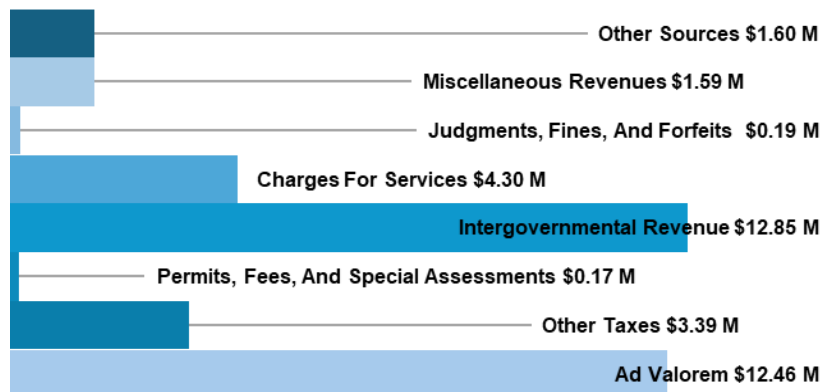 Other Sources $1.60 M
Miscellaneous Revenues $1.59 M
Judgments, Fines, And Forfeits $0.19 M
Charges For Services $4.30 M
Intergovernmental Revenue $12.85 M
Permits, Fees, And Special Assessments $0.17 M
Other Taxes $3.39 M
Ad Valorem $12.46 M